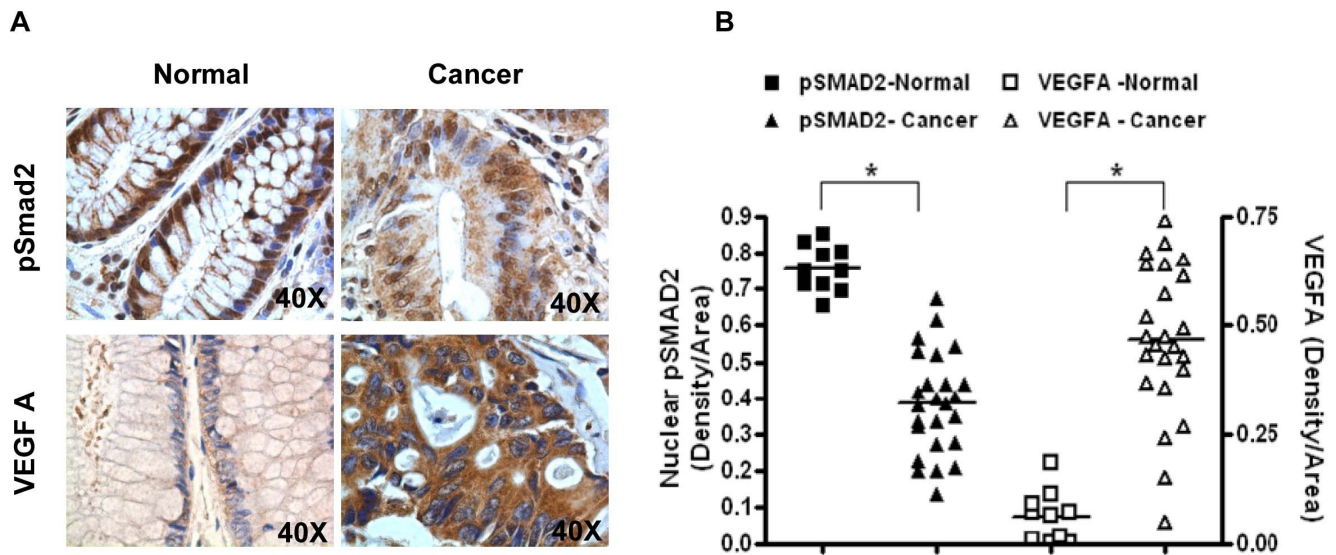 A
B
Normal
Cancer
pSmad2
40X
40X
VEGF A
40X
40X
pSMAD2-Normal
VEGFA -Normal
pSMAD2- Cancer
VEGFA - Cancer
*
*
Nuclear pSMAD2
(Density/Area)
0.9
0.8
0.7
0.6
0.5
0.4
0.3
0.2
0.1
0.0
0.75
0.50
0.25
0.00
VEGFA (Density/Area)